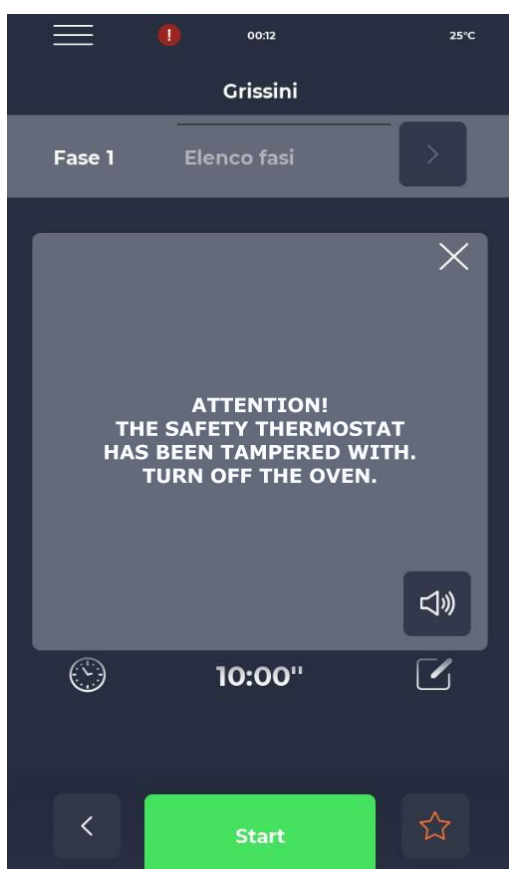 00:12
25°C
Grissini
Fase 1
Elenco fasi
ATTENTION!
THE SAFETY THERMOSTAT
HAS BEEN TAMPERED WITH.
TURN OFF THE OVEN.
10:00"
Start